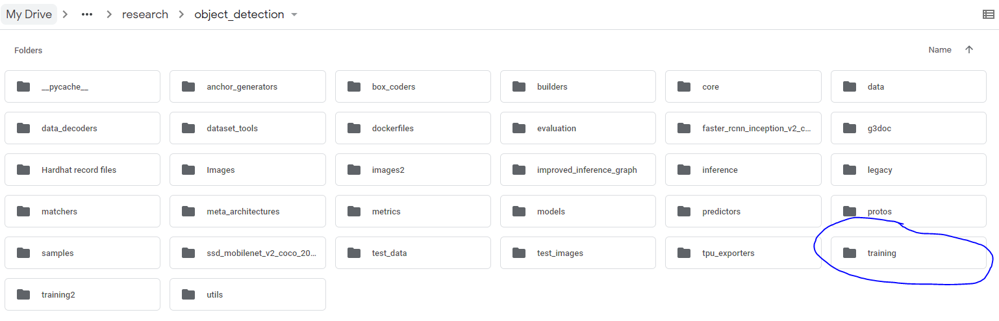 My Drive > ••• > research > object_detection
Folders Name
__pycache__ anchor_generators box_coders builders core data
data_decoders dataset_tools dockerfiles evaluation faster_rcnn_inception_v2_c... g3doc
Hardhat record files Images images2 improved_inference_graph inference legacy
matchers meta_architectures metrics models predictors protos
samples ssd_mobilenet_v2_coco_20... test_data test_images tpu_exporters training
training2 utils